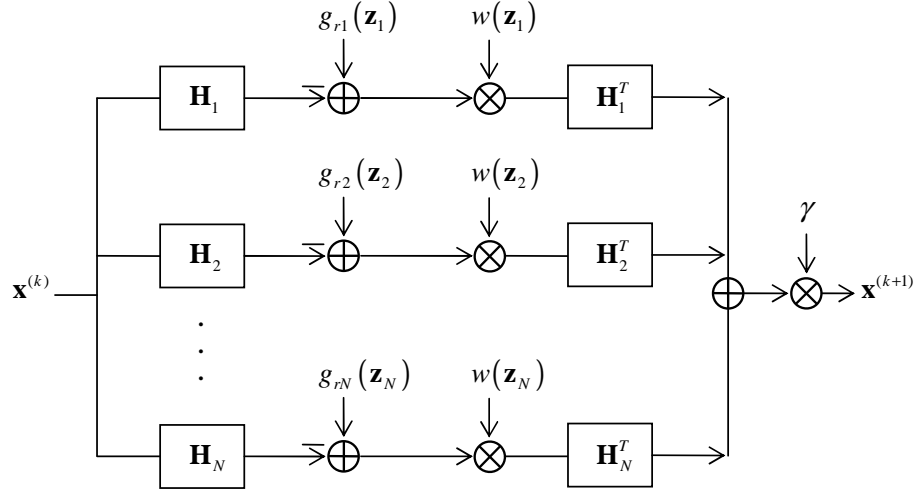 g_{r1}(𝐳_1) w(𝐳_1)
𝐇_1 𝐇_1^T
g_{r2}(𝐳_2) w(𝐳_2)
γ
𝐇_2 𝐇_2^T
𝐱^{(k)} 𝐱^{(k+1)}
g_{rN}(𝐳_N) w(𝐳_N)
𝐇_N 𝐇_N^T